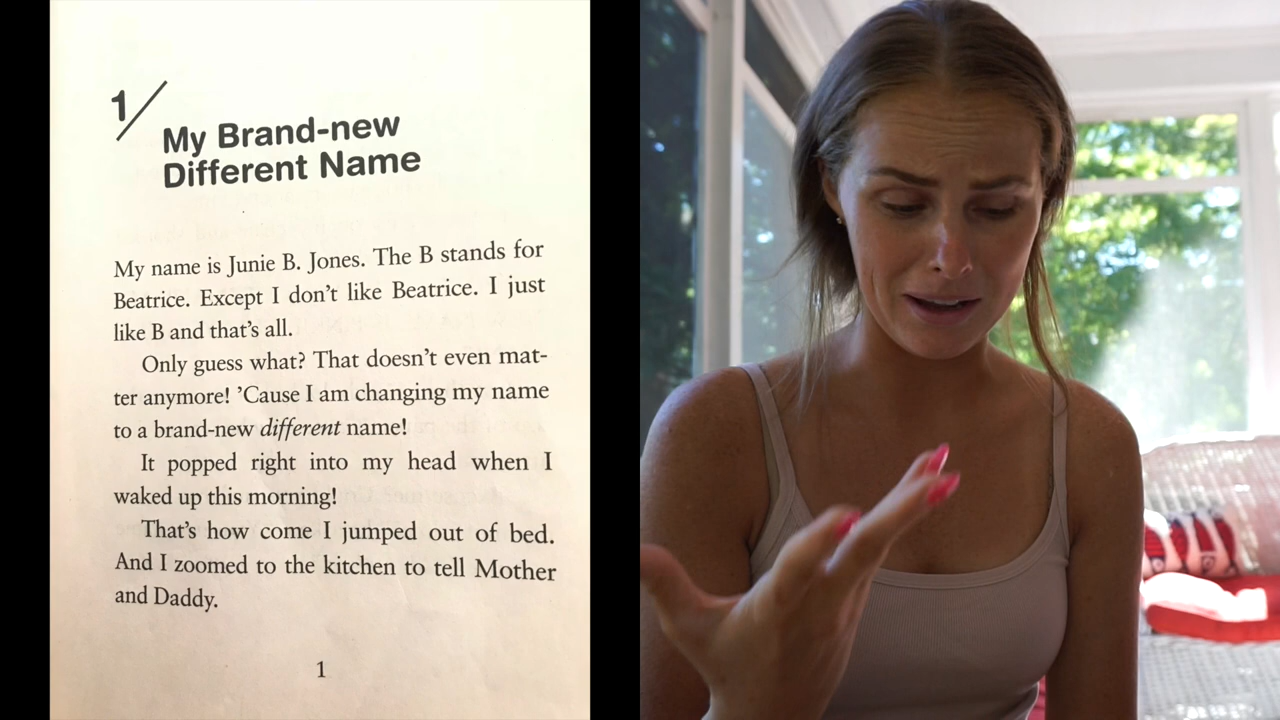 1/
My Brand-new
Different Name
My name is Junie B. Jones. The B stands for
Beatrice. Except I don’t like Beatrice. I just
like B and that’s all.
Only guess what? That doesn’t even mat-
ter anymore! ’Cause I am changing my name
to a brand-new different name!
It popped right into my head when I
waked up this morning!
That’s how come I jumped out of bed.
And I zoomed to the kitchen to tell Mother
and Daddy.
1